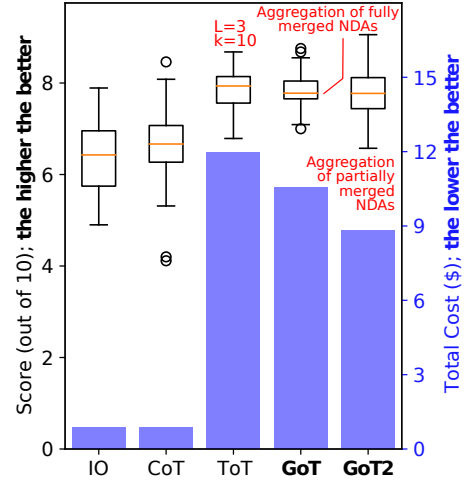 Aggregation of fully
merged NDAs
L=3
k=10
Aggregation
of partially
merged
NDAs
Score (out of 10); the higher the better
8
6
4
2
0
Total Cost ($); the lower the better
15
12
9
6
3
0
IO CoT ToT GoT GoT2